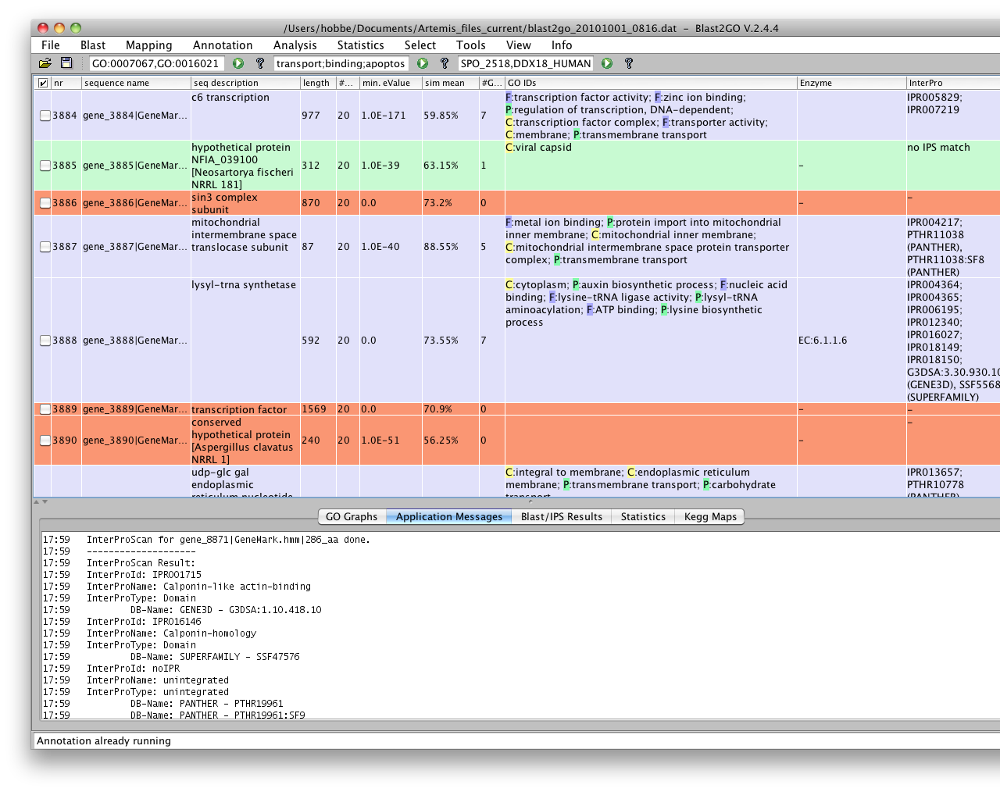 /Users/hobbe/Documents/Artemis_files_current/blast2go_20101001_0816.dat - Blast2GO V.2.4.4
File Blast Mapping Annotation Analysis Statistics Select Tools View Info
GO:0007067,GO:0016021 transport;binding;apoptos SPO_2518,DDX18_HUMAN
nr sequence name seq description length #... min. eValue sim mean #G... GO IDs Enzyme InterPro
c6 transcription F:transcription factor activity; F:zinc ion binding; IPR005829;
P:regulation of transcription, DNA-dependent; IPR007219
3884 gene_3884|GeneMar... 977 20 1.0E-171 59.85% 7
C:transcription factor complex; F:transporter activity;
C:membrane; P:transmembrane transport
hypothetical protein C:viral capsid no IPS match
NFIA_039100
3885 gene_3885|GeneMar... 312 20 1.0E-39 63.15% 1 -
[Neosartorya fischeri
NRRL 181]
sin3 complex -
3886 gene_3886|GeneMar... 870 20 0.0 73.2% 0 -
subunit
mitochondrial F:metal ion binding; P:protein import into mitochondrial IPR004217;
intermembrane space inner membrane; C:mitochondrial inner membrane; PTHR11038
3887 gene_3887|GeneMar... translocase subunit 87 20 1.0E-40 88.55% 5 C:mitochondrial intermembrane space protein transporter (PANTHER),
complex; P:transmembrane transport PTHR11038:SF8
(PANTHER)
lysyl-trna synthetase C:cytoplasm; P:auxin biosynthetic process; F:nucleic acid IPR004364;
binding; F:lysine-tRNA ligase activity; P:lysyl-tRNA IPR004365;
aminoacylation; F:ATP binding; P:lysine biosynthetic IPR006195;
process IPR012340;
IPR016027;
3888 gene_3888|GeneMar... 592 20 0.0 73.55% 7 EC:6.1.1.6
IPR018149;
IPR018150;
G3DSA:3.30.930.10
(GENE3D), SSF5568
(SUPERFAMILY)
3889 gene_3889|GeneMar... transcription factor 1569 20 0.0 70.9% 0 - -
conserved -
hypothetical protein
3890 gene_3890|GeneMar... 240 20 1.0E-51 56.25% 0 -
[Aspergillus clavatus
NRRL 1]
udp-glc gal C:integral to membrane; C:endoplasmic reticulum IPR013657;
endoplasmic membrane; P:transmembrane transport; P:carbohydrate PTHR10778
reticulum nucleotide transport (PANTHER)
GO Graphs Application Messages Blast/IPS Results Statistics Kegg Maps
17:59 InterProScan for gene_8871|GeneMark.hmm|286_aa done.
17:59 --------------------
17:59 InterProScan Result:
17:59 InterProId: IPR001715
17:59 InterProName: Calponin-like actin-binding
17:59 InterProType: Domain
17:59 DB-Name: GENE3D - G3DSA:1.10.418.10
17:59 InterProId: IPR016146
17:59 InterProName: Calponin-homology
17:59 InterProType: Domain
17:59 DB-Name: SUPERFAMILY - SSF47576
17:59 InterProId: noIPR
17:59 InterProName: unintegrated
17:59 InterProType: unintegrated
17:59 DB-Name: PANTHER - PTHR19961
17:59 DB-Name: PANTHER - PTHR19961:SF9
Annotation already running